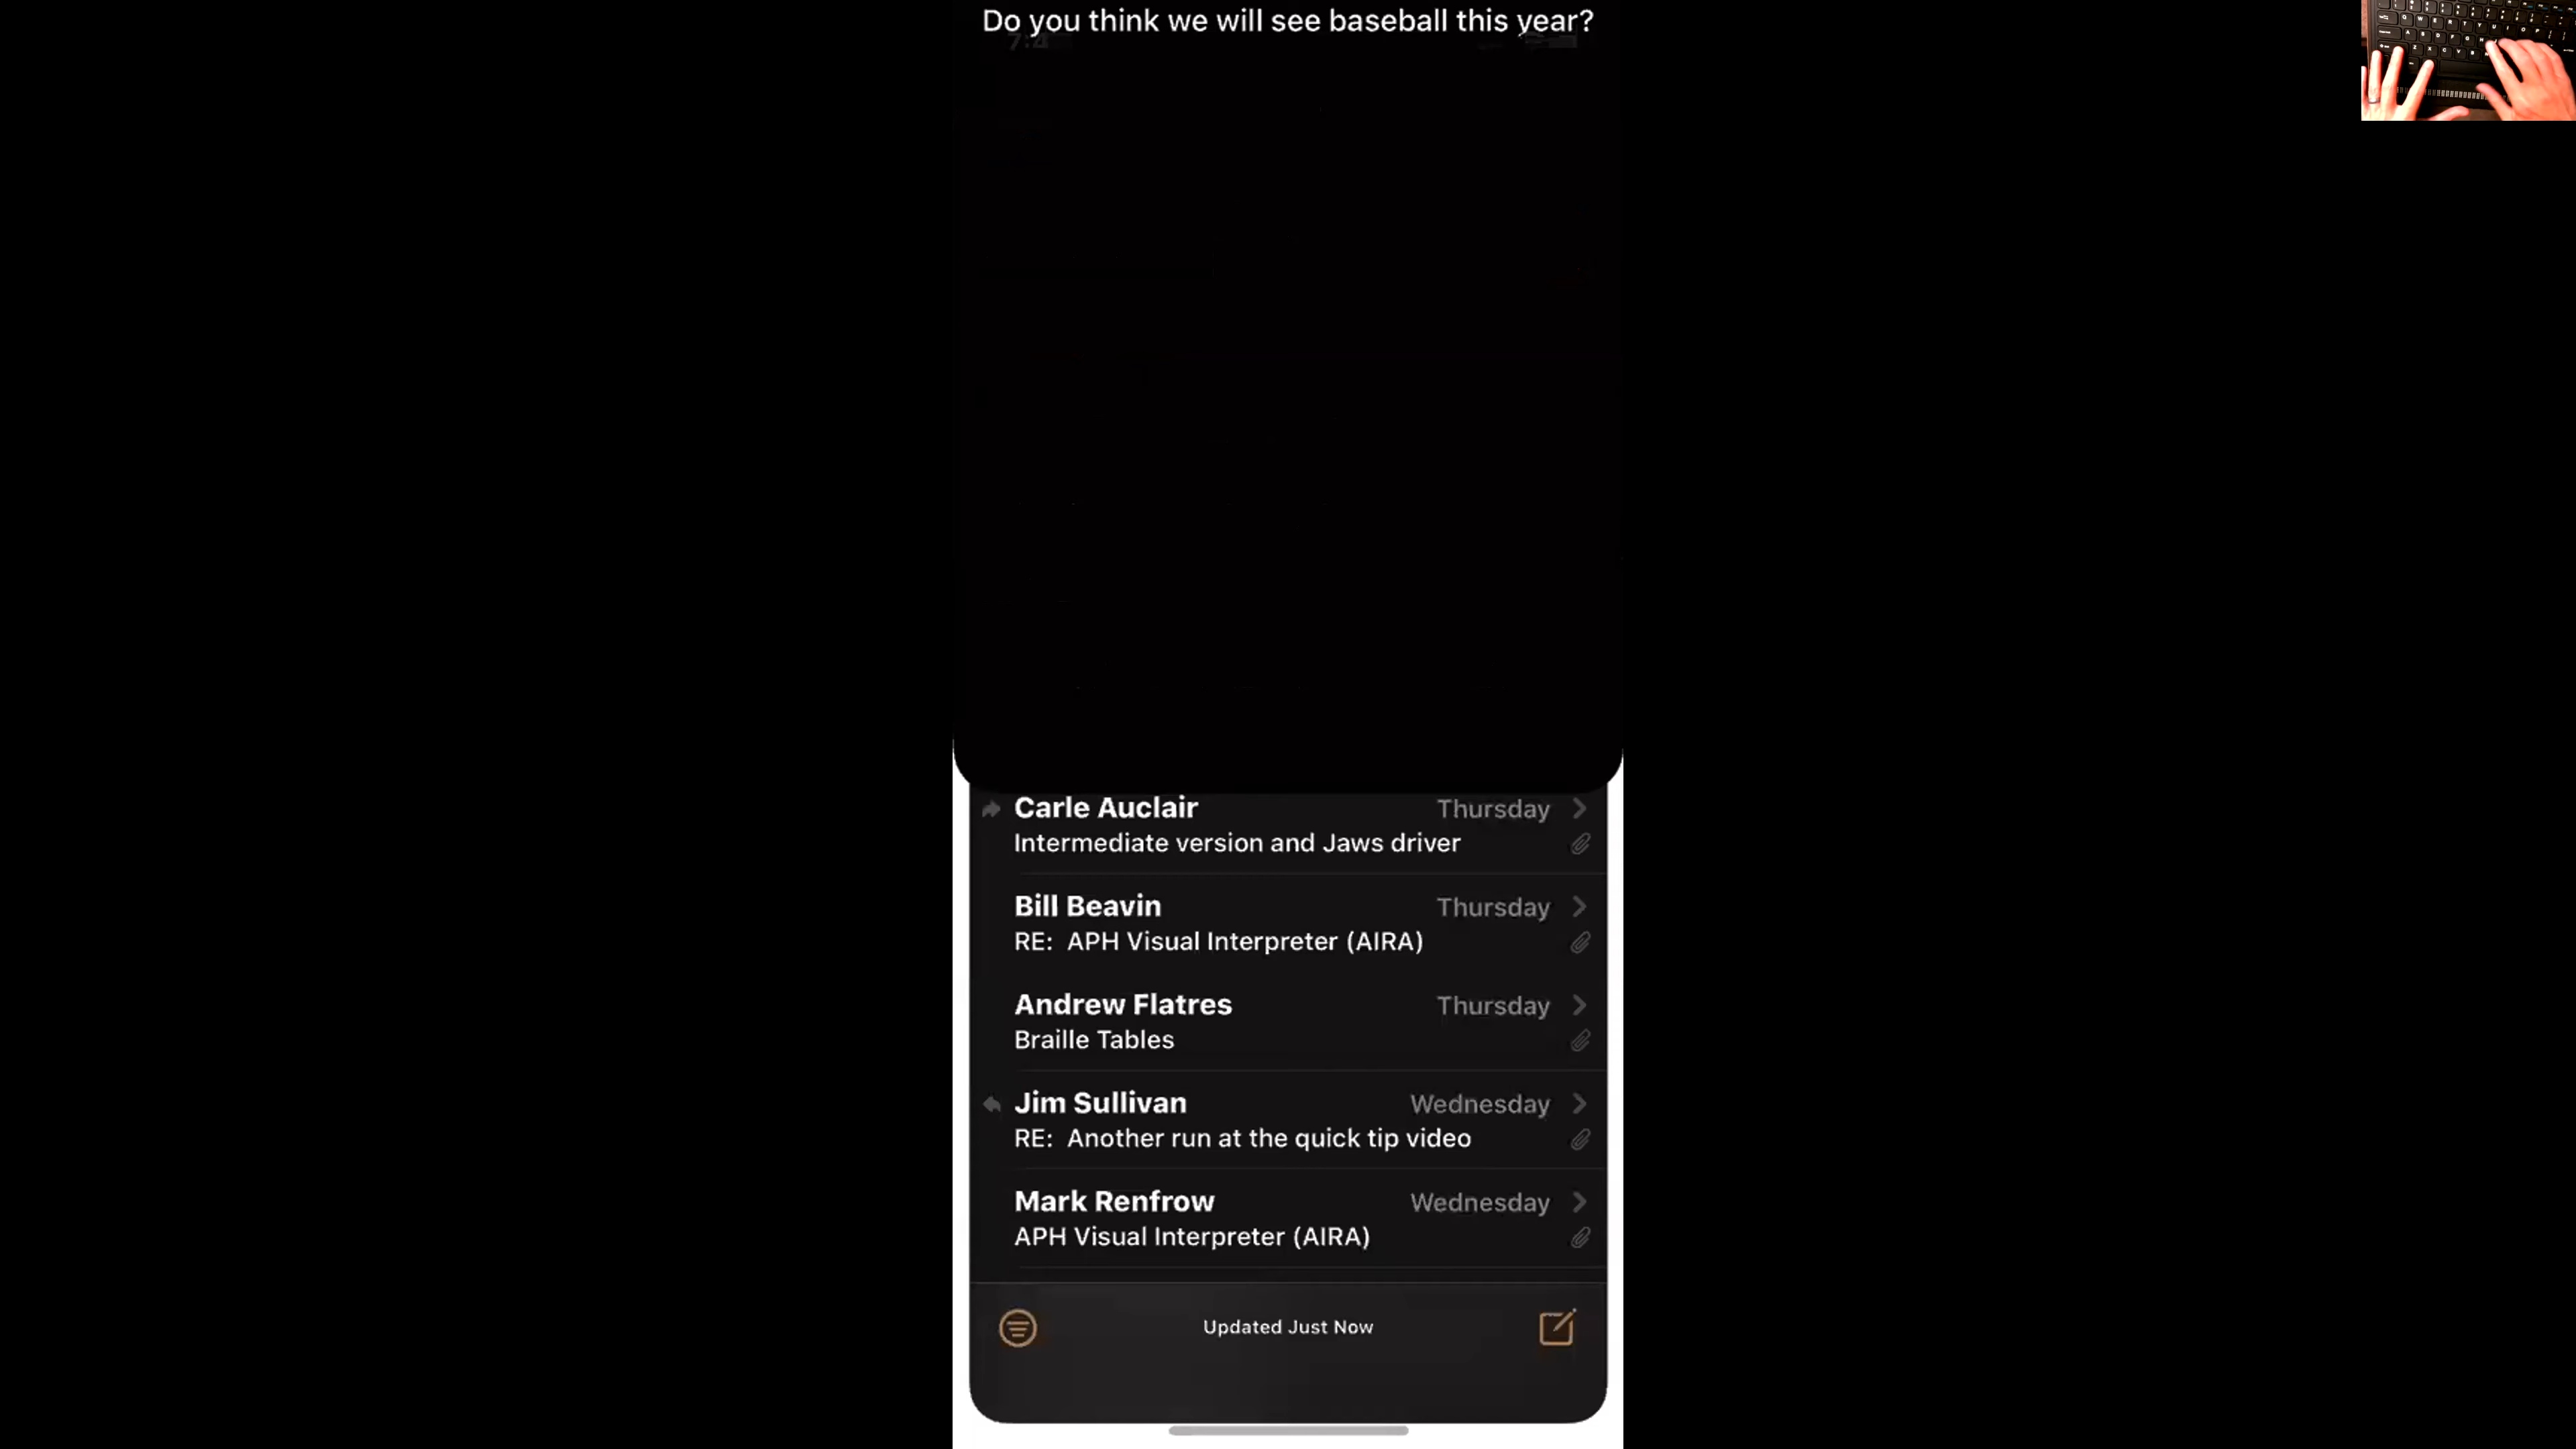 Do you think we will see baseball this year?
Carle Auclair Thursday
Intermediate version and Jaws driver
Bill Beavin Thursday
RE: APH Visual Interpreter (AIRA)
Andrew Flatres Thursday
Braille Tables
Jim Sullivan Wednesday
RE: Another run at the quick tip video
Mark Renfrow Wednesday
APH Visual Interpreter (AIRA)
Updated Just Now